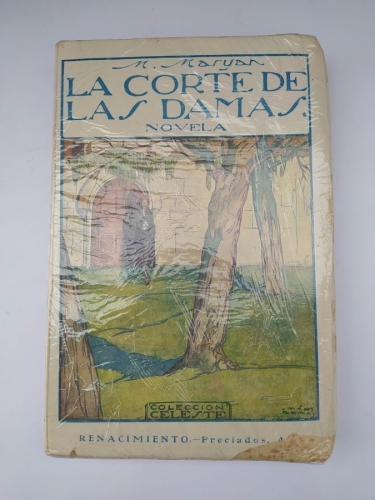 M. Maryan
LA CORTE DE
LAS DAMAS.
NOVELA
COLECCION
CELESTE
RENACIMIENTO.—Preciados, 4